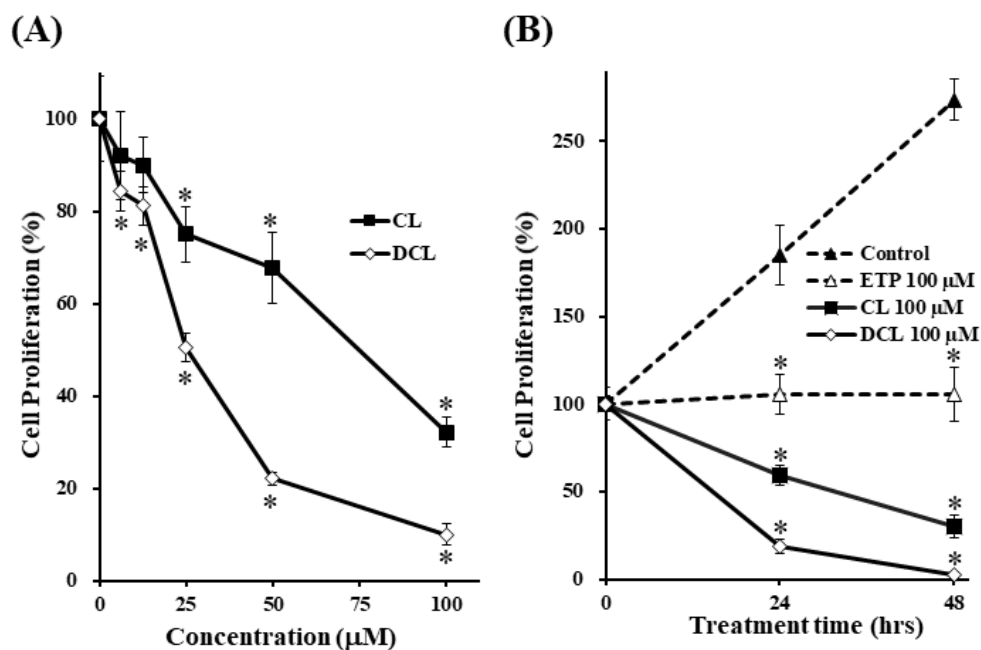 (A)
Cell Proliferation (%)
100
80
60
40
20
0
0 25 50 75 100
Concentration (μM)
CL
DCL
*
*
*
*
*
*
*
*
(B)
Cell Proliferation (%)
250
200
150
100
50
0
0 24 48
Treatment time (hrs)
Control
ETP 100 μM
CL 100 μM
DCL 100 μM
*
*
*
*
*
*